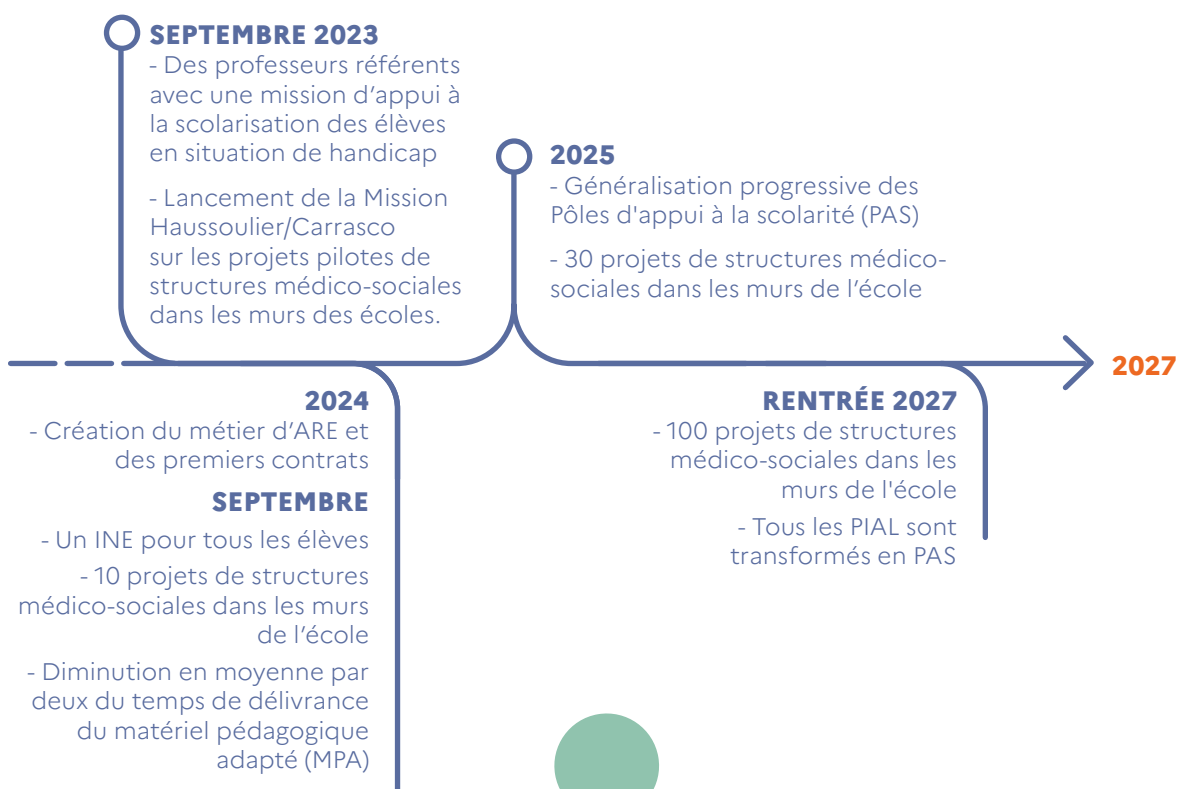 SEPTEMBRE 2023
- Des professeurs référents
avec une mission d’appui à
la scolarisation des élèves
en situation de handicap
- Lancement de la Mission
Haussoulier/Carrasco
sur les projets pilotes de
structures médico-sociales
dans les murs des écoles.
2025
- Généralisation progressive des
Pôles d'appui à la scolarité (PAS)
- 30 projets de structures médico-
sociales dans les murs de l’école
2027
2024
- Création du métier d’ARE et
des premiers contrats
SEPTEMBRE
- Un INE pour tous les élèves
- 10 projets de structures
médico-sociales dans les murs
de l’école
- Diminution en moyenne par
deux du temps de délivrance
du matériel pédagogique
adapté (MPA)
RENTRÉE 2027
- 100 projets de structures
médico-sociales dans les
murs de l'école
- Tous les PIAL sont
transformés en PAS